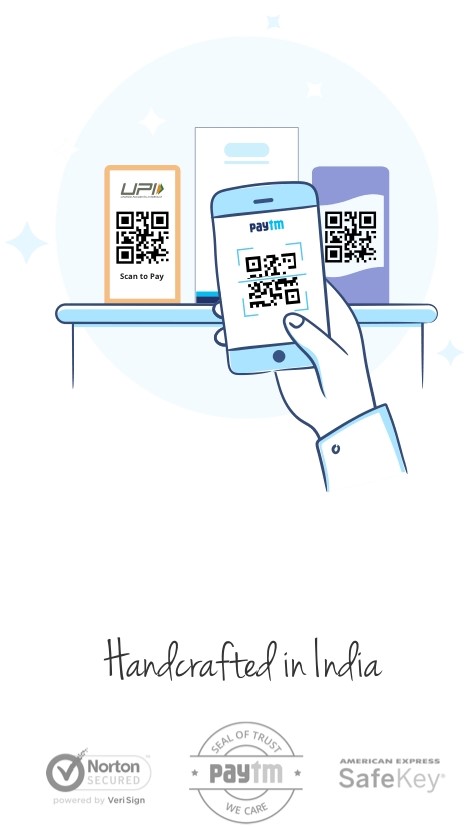 UPI
Scan to Pay
paytm
Handcrafted in India
Norton
SECURED
powered by VeriSign
SEAL OF TRUST
paytm
WE CARE
AMERICAN EXPRESS
SafeKey